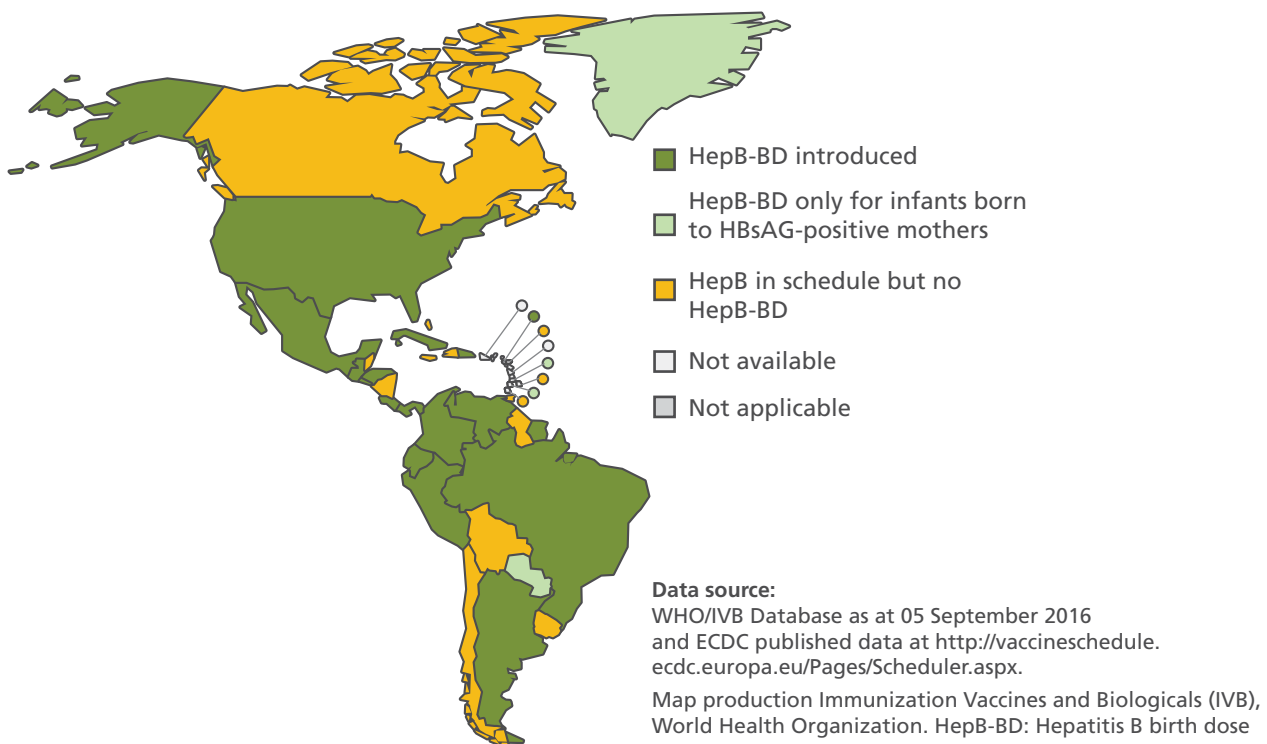 HepB-BD introduced
HepB-BD only for infants born
to HBsAG-positive mothers
HepB in schedule but no
HepB-BD
Not available
Not applicable
Data source:
WHO/IVB Database as at 05 September 2016
and ECDC published data at http://vaccineschedule.
ecdc.europa.eu/Pages/Scheduler.aspx.
Map production Immunization Vaccines and Biologicals (IVB),
World Health Organization. HepB-BD: Hepatitis B birth dose